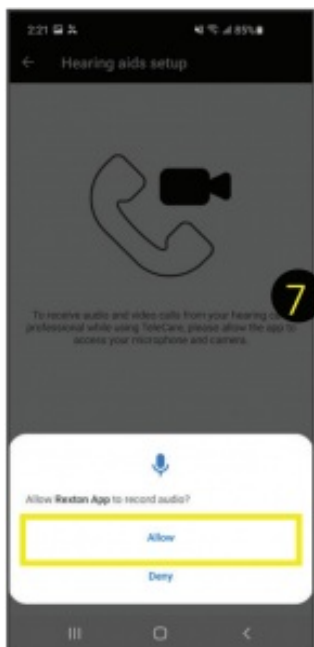 2:21
85%
Hearing aids setup
7
To receive audio and video calls from your hearing care
professional while using TeleCare, please allow the app to
access your microphone and camera.
Allow Rexton App to record audio?
Allow
Deny